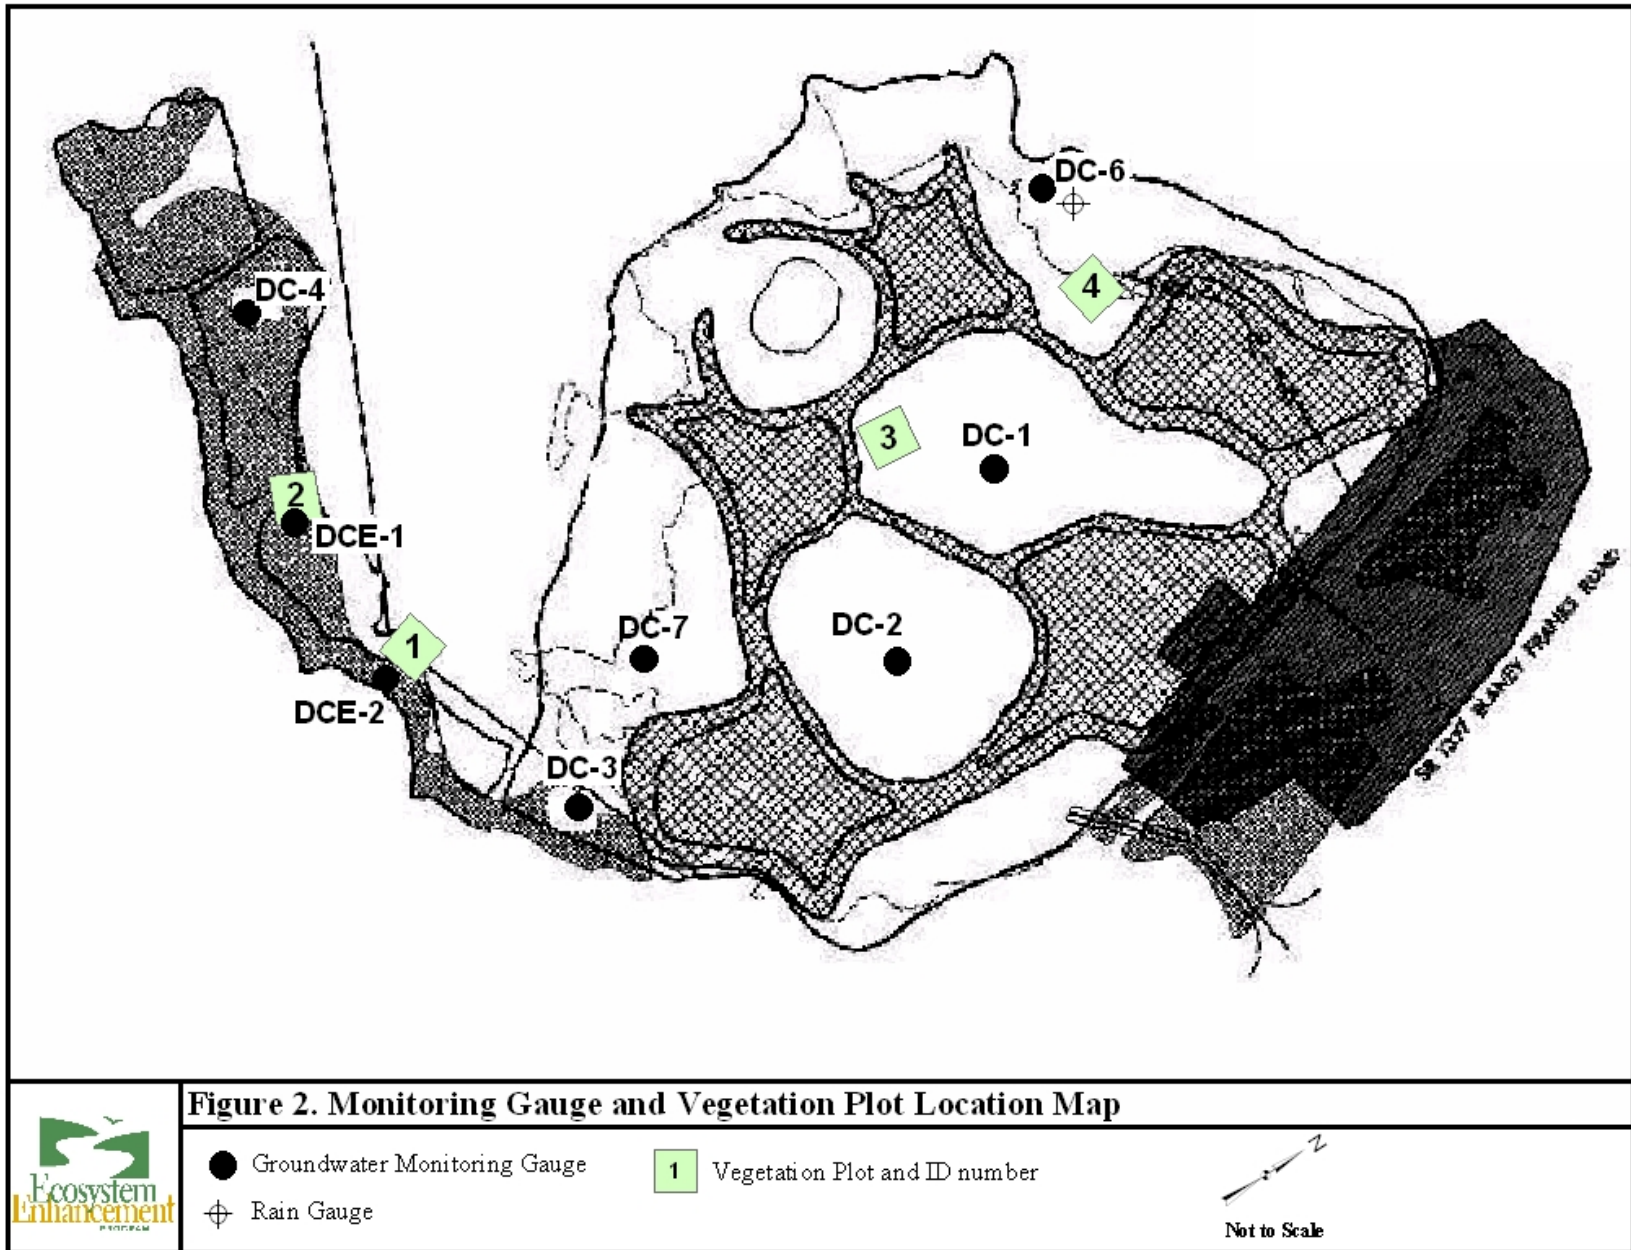 DC-6
DC-4
4
3
DC-1
2
DCE-1
SR 1337 BLANEY FRANKS ROAD
1
DC-7
DC-2
DCE-2
DC-3
Figure 2. Monitoring Gauge and Vegetation Plot Location Map
Groundwater Monitoring Gauge
1 Vegetation Plot and ID number
N
Rain Gauge
Not to Scale
Ecosystem
Enhancement
PROGRAM